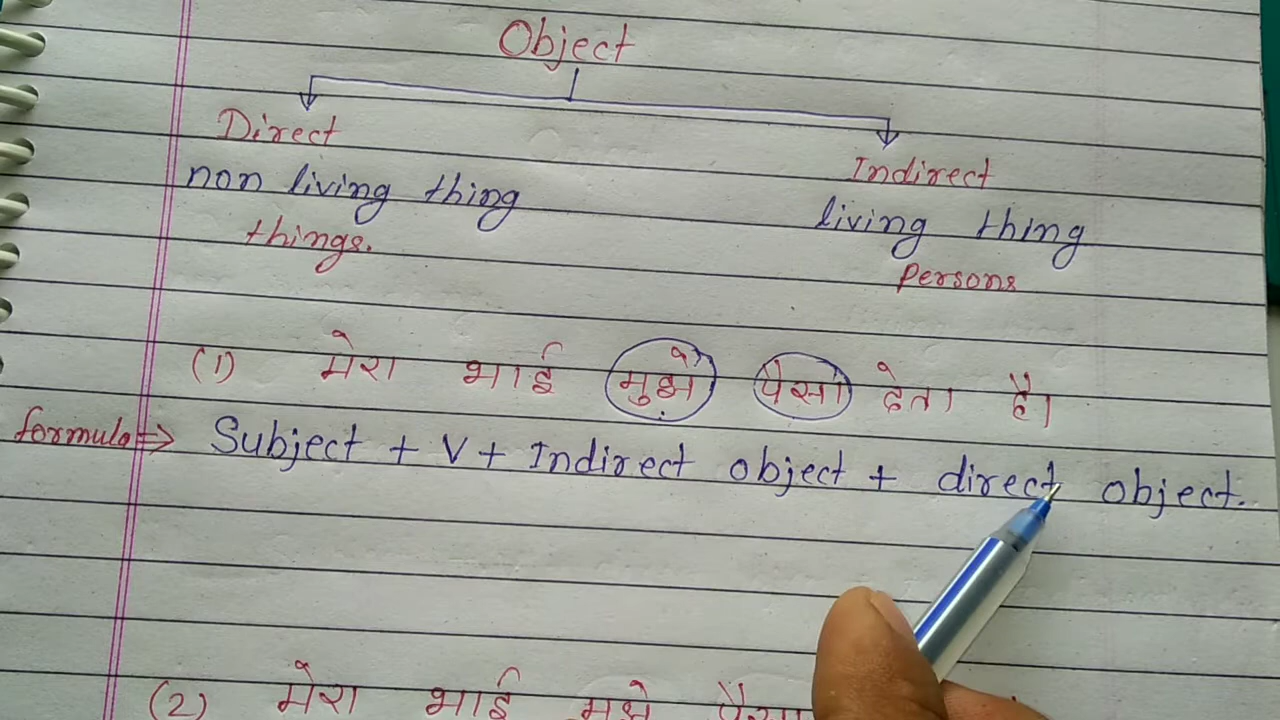 Object
Direct Indirect
non living thing living thing
things. Persons
(1) मेरा भाई मुझे पैसा देता है।
formula⇒ Subject + V + Indirect object + direct object.
(2) मेरा भाई मुझे पैसा